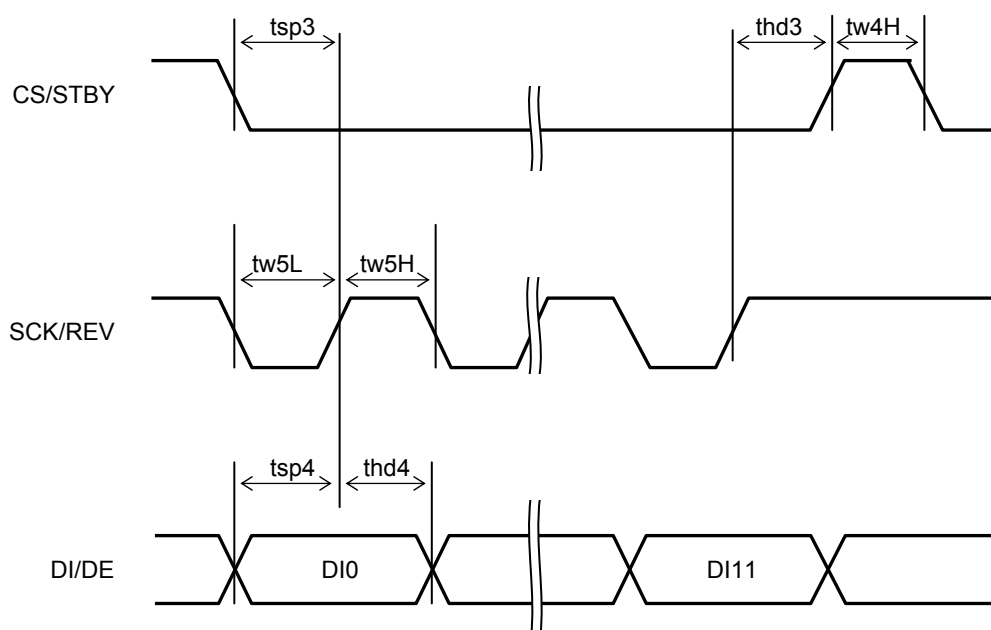 tsp3
thd3 tw4H
CS/STBY
tw5L tw5H
SCK/REV
tsp4 thd4
DI/DE DI0 DI11